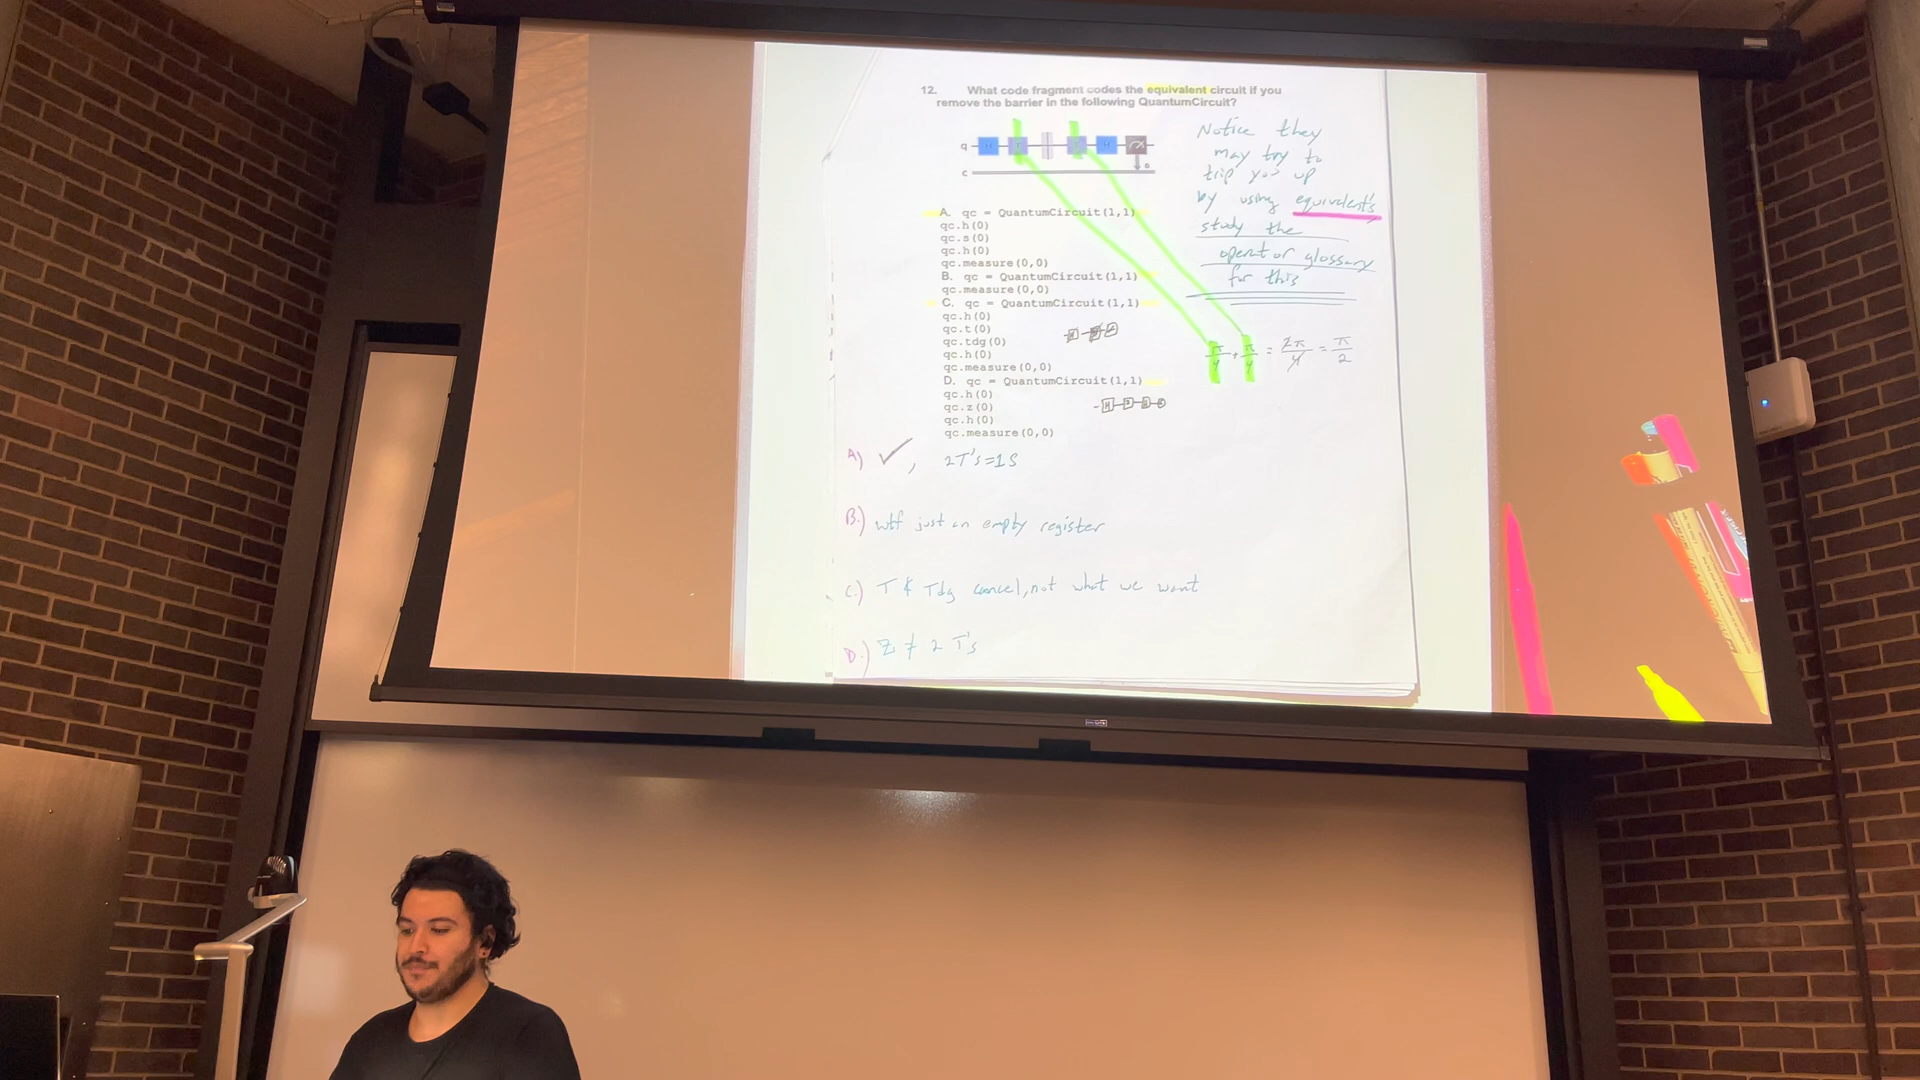 12. What code fragment codes the equivalent circuit if you
remove the barrier in the following QuantumCircuit?
q H T T H
c
0
A. qc = QuantumCircuit(1,1)
qc.h(0)
qc.s(0)
qc.h(0)
qc.measure(0,0)
B. qc = QuantumCircuit(1,1)
qc.measure(0,0)
C. qc = QuantumCircuit(1,1)
qc.h(0)
qc.t(0)
qc.tdg(0)
qc.h(0)
qc.measure(0,0)
D. qc = QuantumCircuit(1,1)
qc.h(0)
qc.z(0)
qc.h(0)
qc.measure(0,0)
Notice they
may try to
trip you up
by using equivalent's
study the
operator glossary
for this
π/4 + π/4 = 2π/4 = π/2
A) ✓, 2T's=1S
B.) wtf just an empty register
C.) T & Tdg cancel, not what we want
D.) Z ≠ 2 T's